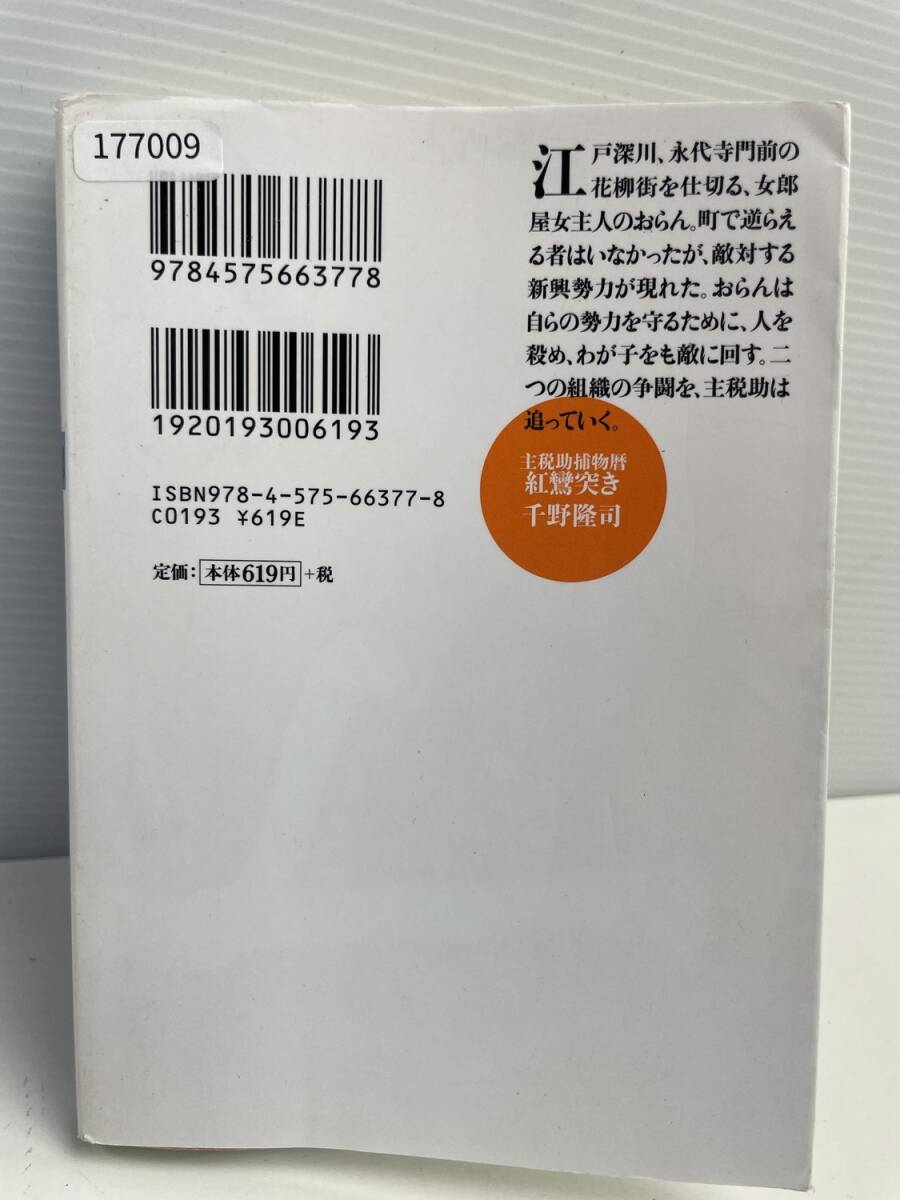 177009
9784575663778
1920193006193
ISBN978-4-575-66377-8
C0193 ¥619E
定価：本体619円+税
江戸深川、永代寺門前の
花柳街を仕切る、女郎
屋女主人のおらん。町で逆らえ
る者はいなかったが、敵対する
新興勢力が現れた。おらんは
自らの勢力を守るために、人を
殺め、わが子をも敵に回す。二
つの組織の争闘を、主税助は
追っていく。
主税助捕物暦
紅鸞突き
千野隆司